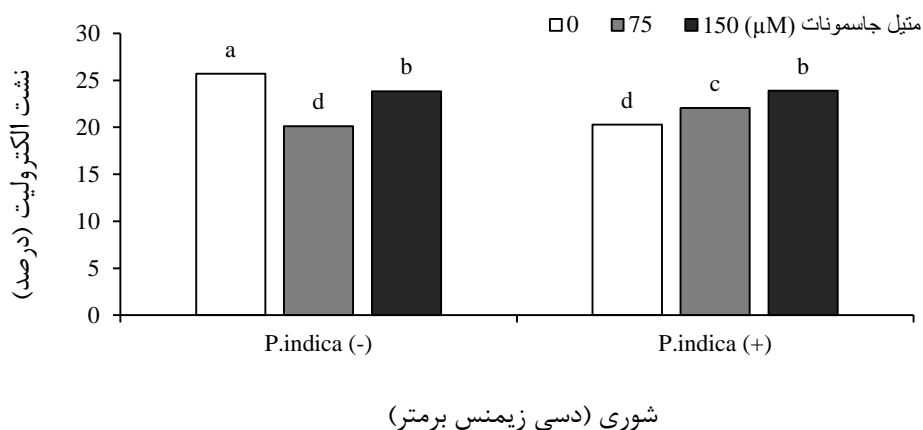 0 75 150 (µM) متیل جاسمونات
نشت الکترولیت (درصد)
30
25
20
15
10
5
0
a
d
b
d
c
b
P.indica (-)
P.indica (+)
شوری (دسی زیمنس برمتر)